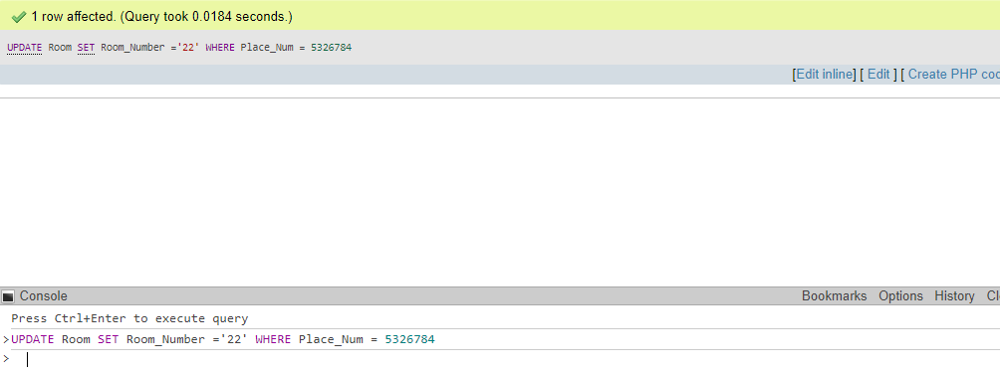 1 row affected. (Query took 0.0184 seconds.)
UPDATE Room SET Room_Number ='22' WHERE Place_Num = 5326784
[Edit inline] [ Edit ] [ Create PHP
Console Bookmarks Options History
Press Ctrl+Enter to execute query
>UPDATE Room SET Room_Number ='22' WHERE Place_Num = 5326784
>